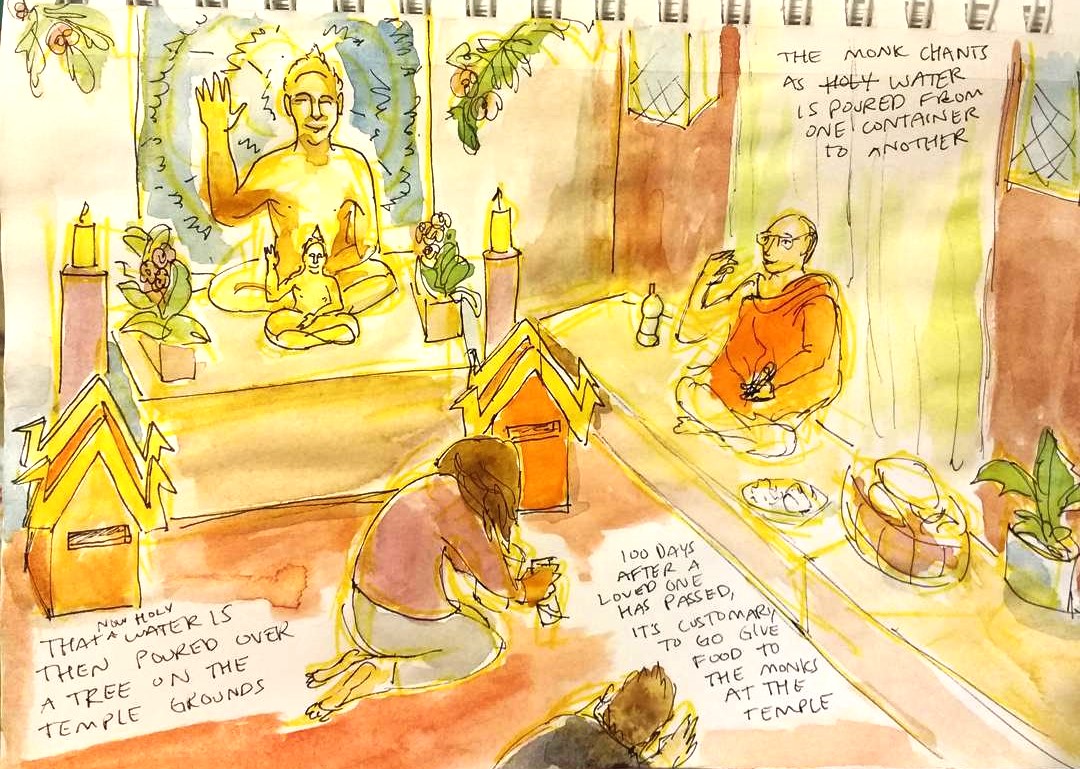 THE MONK CHANTS
AS HOLY WATER
IS POURED FROM
ONE CONTAINER
TO ANOTHER
100 DAYS
AFTER A
LOVED ONE
HAS PASSED,
IT'S CUSTOMARY
TO GO GIVE
FOOD TO
THE MONKS
AT THE
TEMPLE
NOW HOLY
THAT WATER IS
THEN POURED OVER
A TREE ON THE
TEMPLE GROUNDS